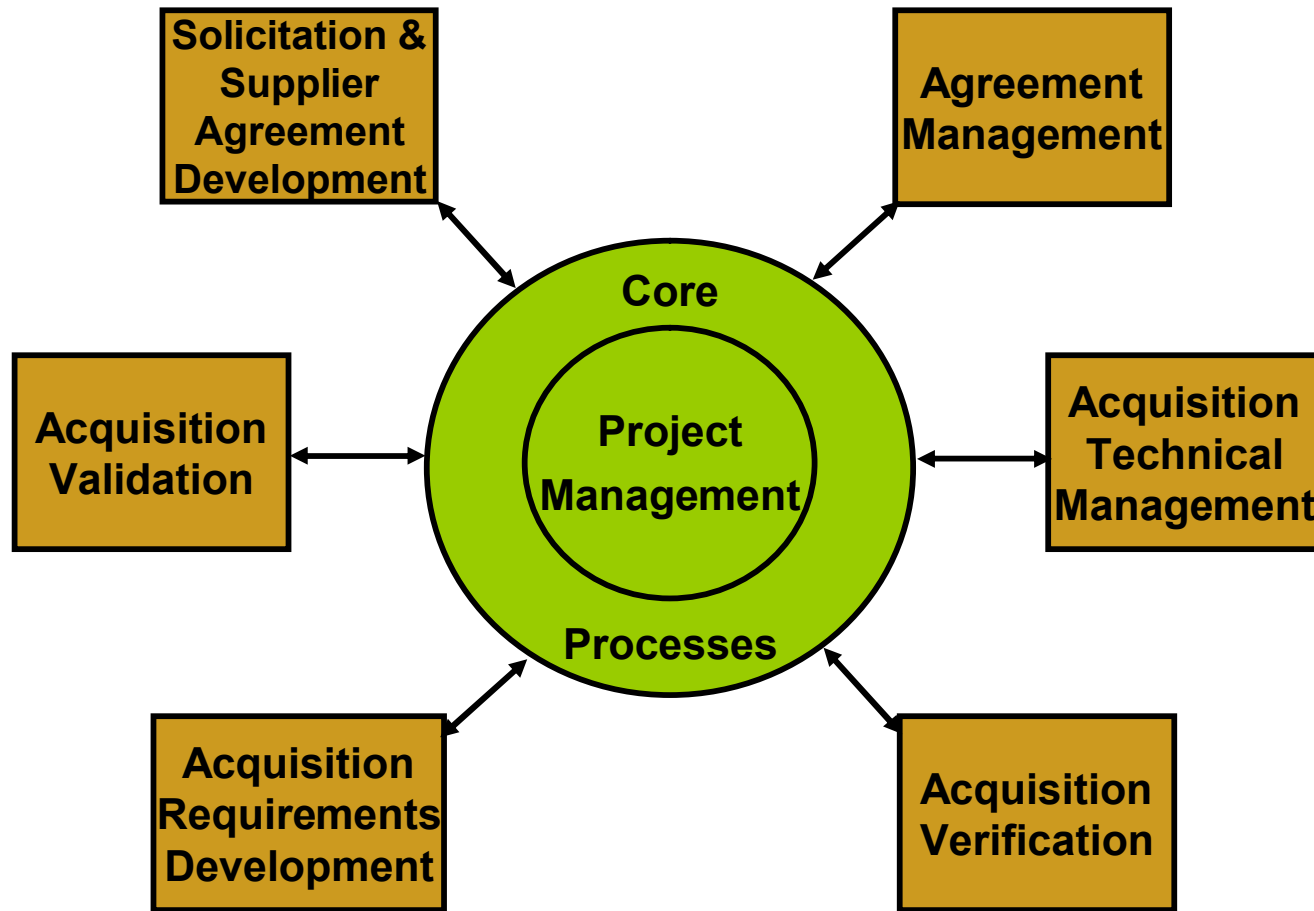 Solicitation &
Supplier
Agreement
Development
Agreement
Management
Core
Project
Management
Processes
Acquisition
Validation
Acquisition
Technical
Management
Acquisition
Requirements
Development
Acquisition
Verification